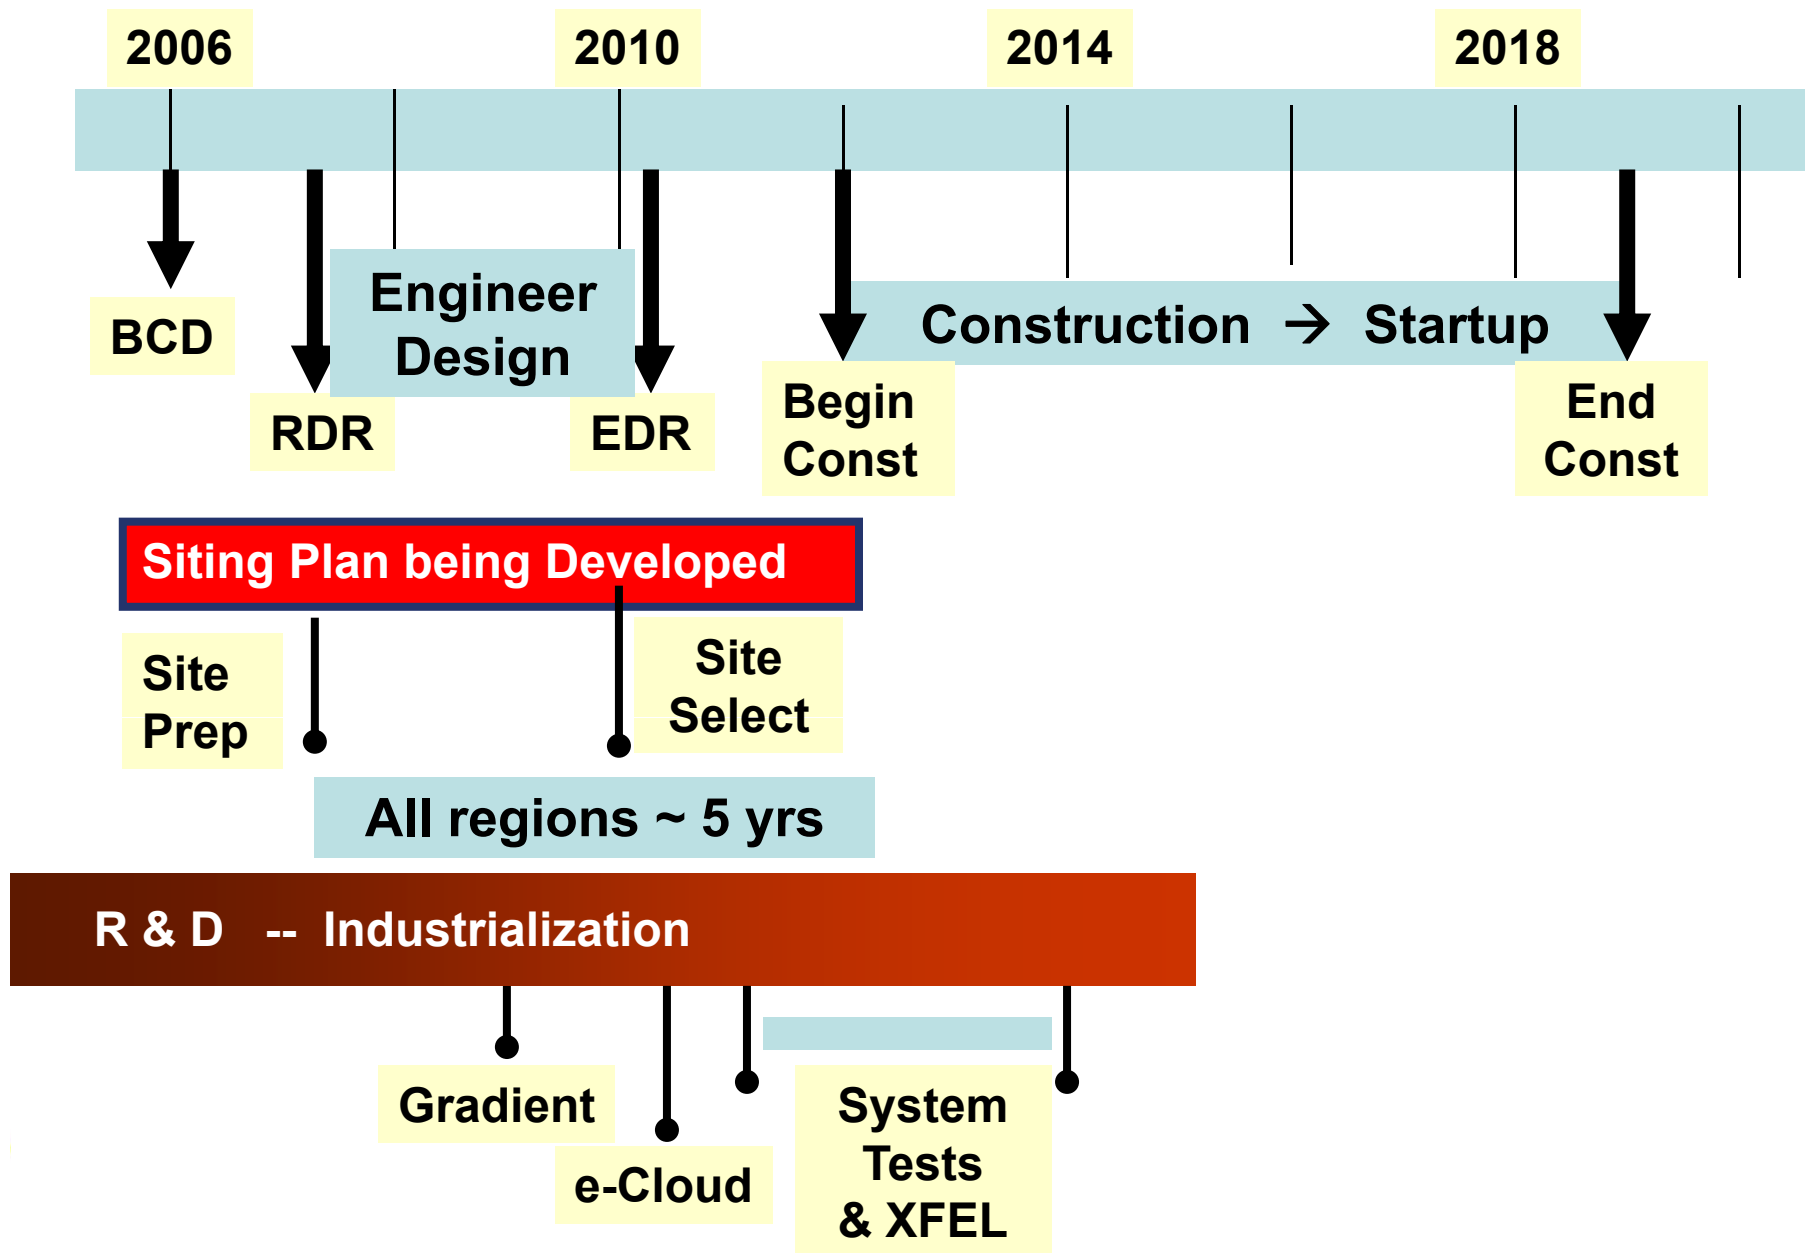 2006
2010
2014
2018
Engineer
Design
Construction → Startup
BCD
RDR
EDR
Begin
Const
End
Const
Siting Plan being Developed
Site
Prep
Site
Select
All regions ~ 5 yrs
R & D -- Industrialization
Gradient
e-Cloud
System
Tests
& XFEL